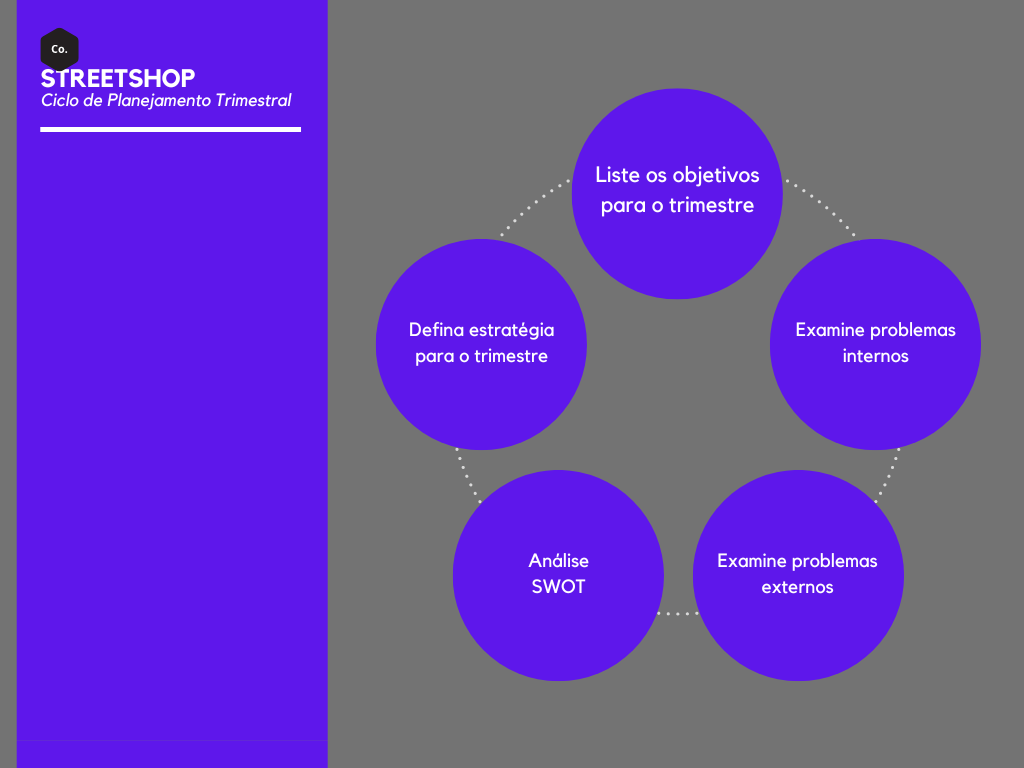 Co.
STREETSHOP
Ciclo de Planejamento Trimestral
Liste os objetivos
para o trimestre
Examine problemas
internos
Examine problemas
externos
Análise
SWOT
Defina estratégia
para o trimestre